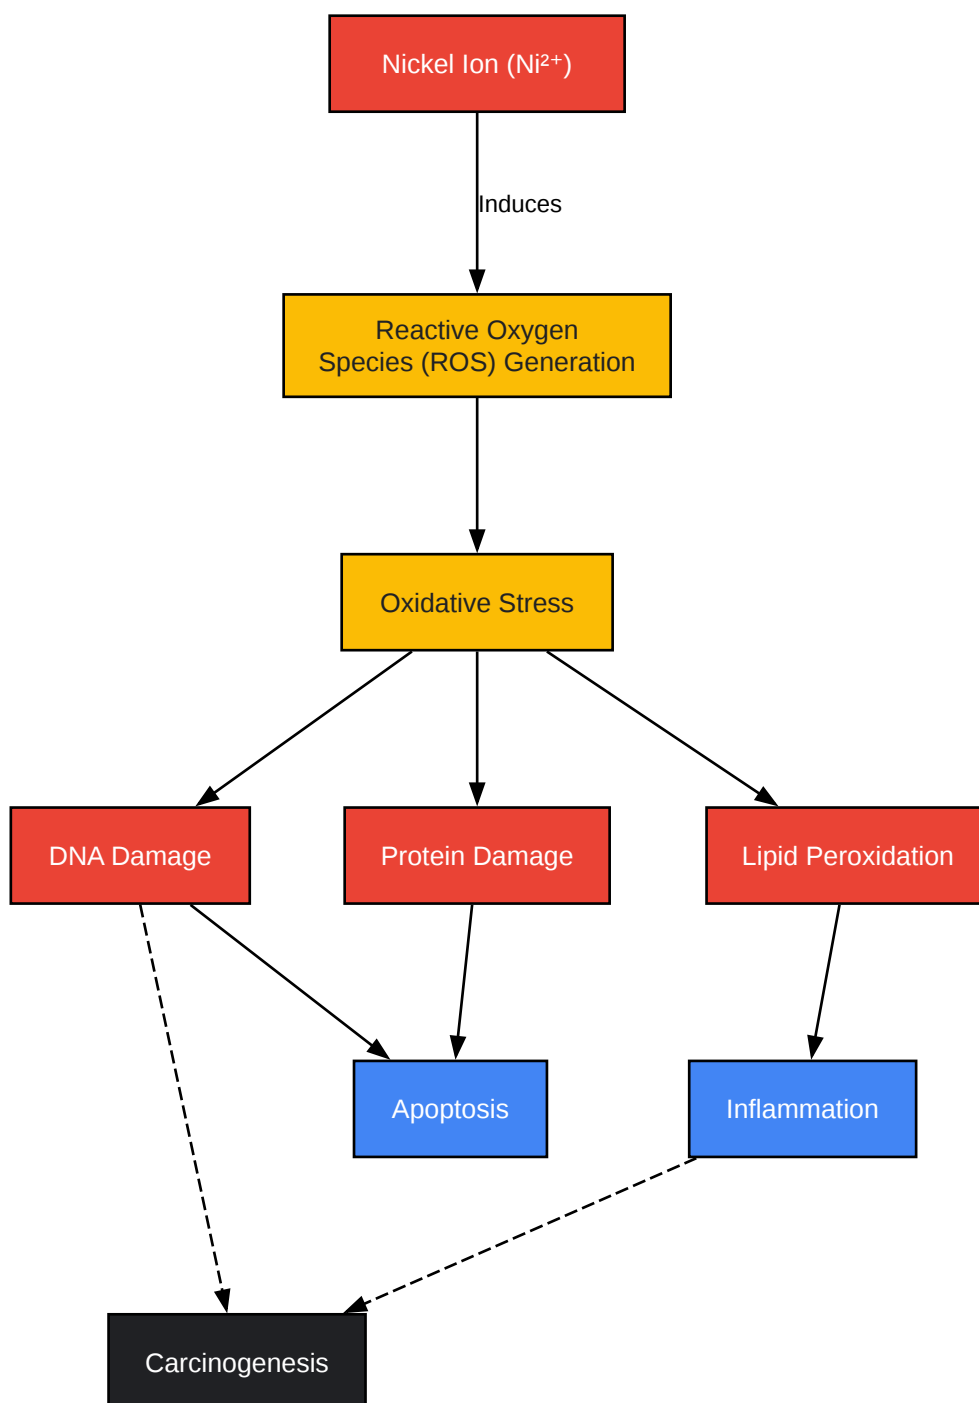 Nickel Ion (Ni²⁺)
Induces
Reactive Oxygen
Species (ROS) Generation
Oxidative Stress
DNA Damage
Protein Damage
Lipid Peroxidation
Apoptosis
Inflammation
Carcinogenesis